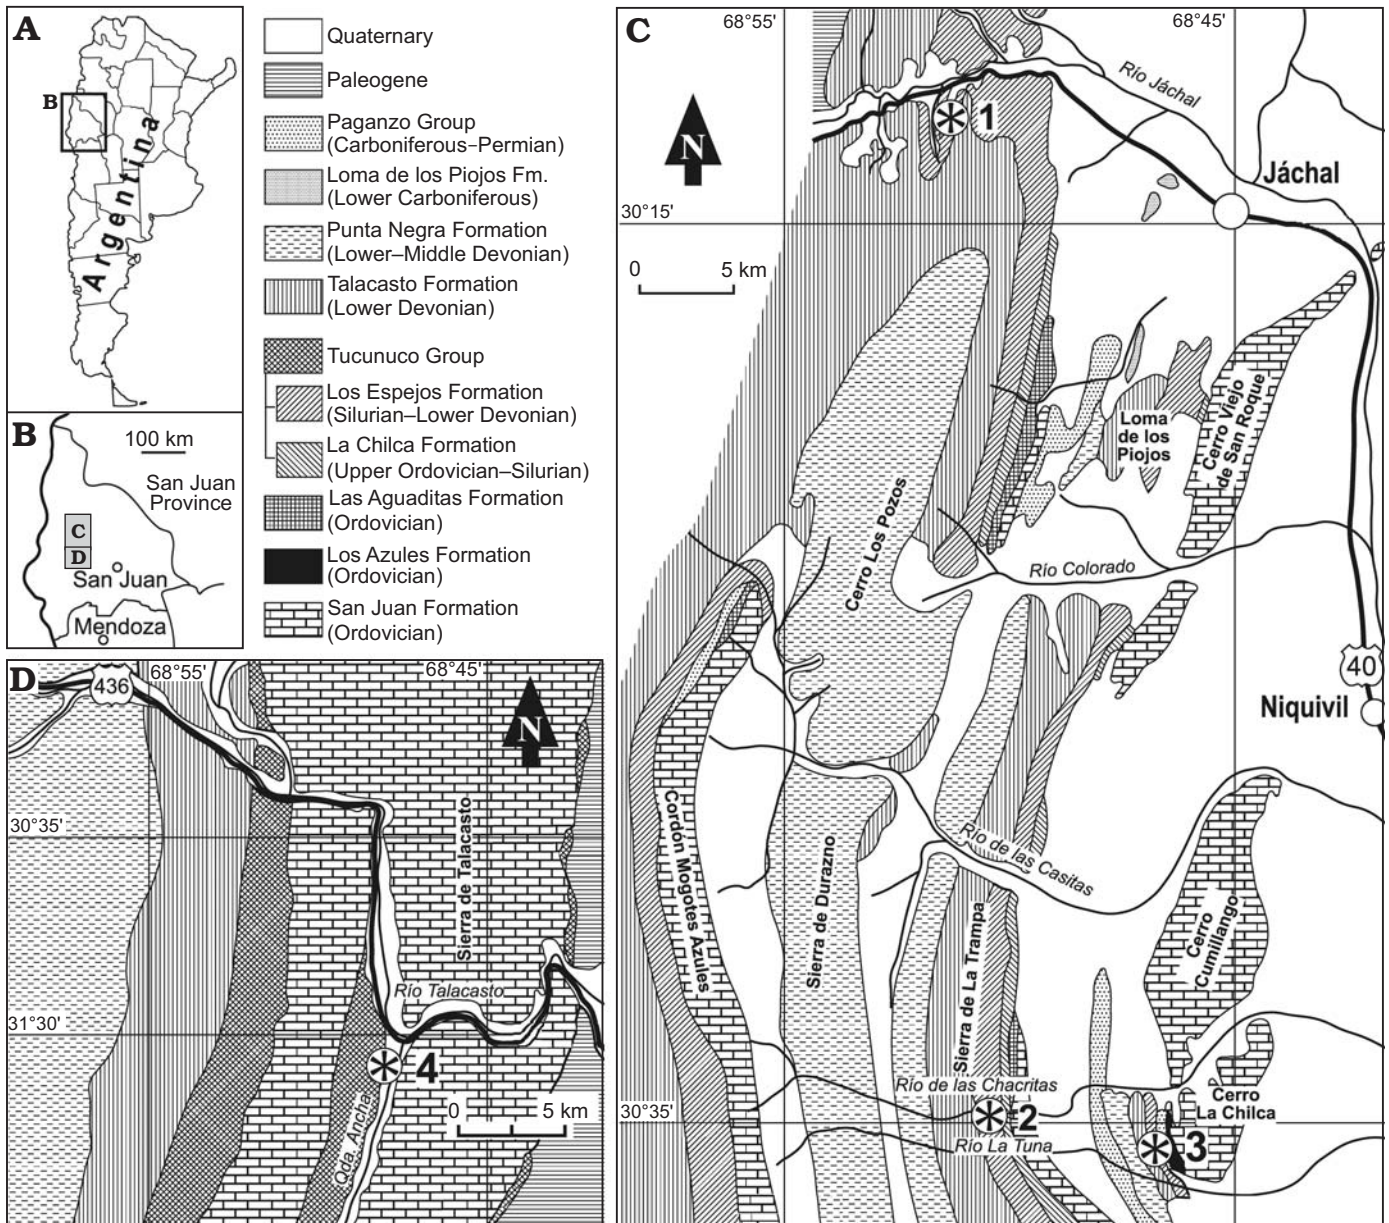 A
B
Argentina
B
100 km
San Juan
Province
C
D
San Juan
Mendoza
Quaternary
Paleogene
Paganzo Group
(Carboniferous–Permian)
Loma de los Piojos Fm.
(Lower Carboniferous)
Punta Negra Formation
(Lower–Middle Devonian)
Talacasto Formation
(Lower Devonian)
Tucunuco Group
Los Espejos Formation
(Silurian–Lower Devonian)
La Chilca Formation
(Upper Ordovician–Silurian)
Las Aguaditas Formation
(Ordovician)
Los Azules Formation
(Ordovician)
San Juan Formation
(Ordovician)
C
68°55'
68°45'
N
1
Río Jáchal
Jáchal
30°15'
0
5 km
Cerro Los Pozos
Loma
de los
Piojos
Cerro Viejo
de San Roque
Río Colorado
40
Niquivil
Cordón Mogotes Azules
Sierra de Durazno
Río de las Casitas
Sierra de La Trampa
Cerro
Cumillango
Río de las Chacritas
2
Cerro
La Chilca
30°35'
Río La Tuna
3
D
68°55'
68°45'
436
N
30°35'
Sierra de Talacasto
Río Talacasto
31°30'
4
0
5 km
Qda. Ancha